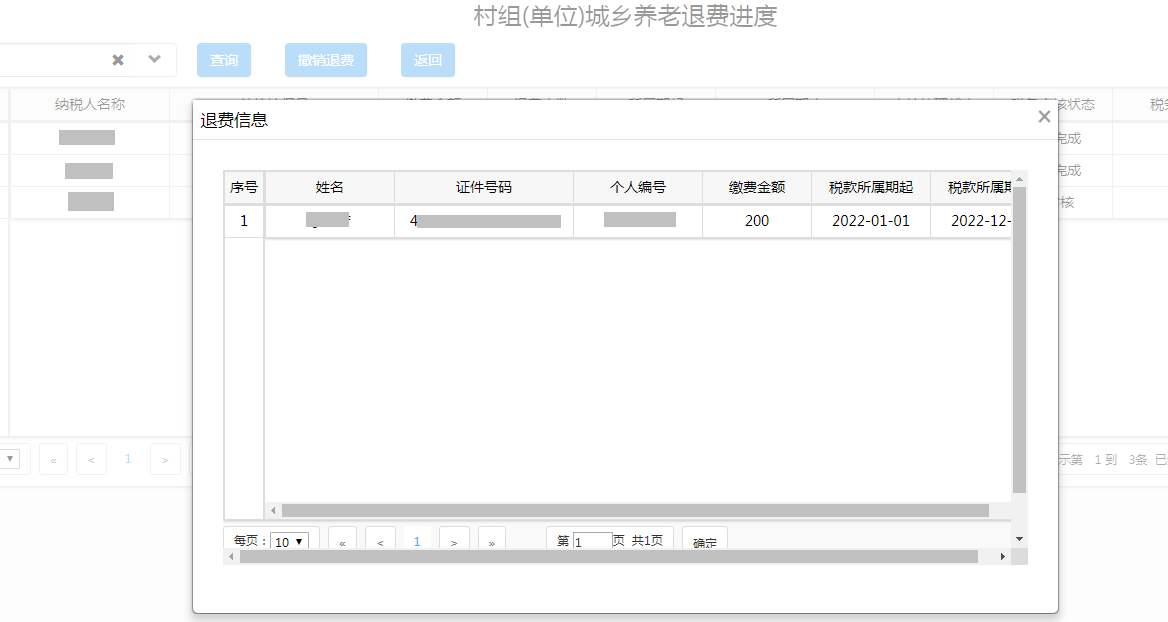 村组(单位)城乡养老退费进度
查询 撤销退费 返回
纳税人名称 核状态
退费信息
序号 姓名 证件号码 个人编号 缴费金额 税款所属期起 税款所属期
1 4 200 2022-01-01 2022-12-
完成
完成
核
« < 1 >
示第 1 到 3条
每页： 10 « < 1 > » 第 1 页 共1页 确定